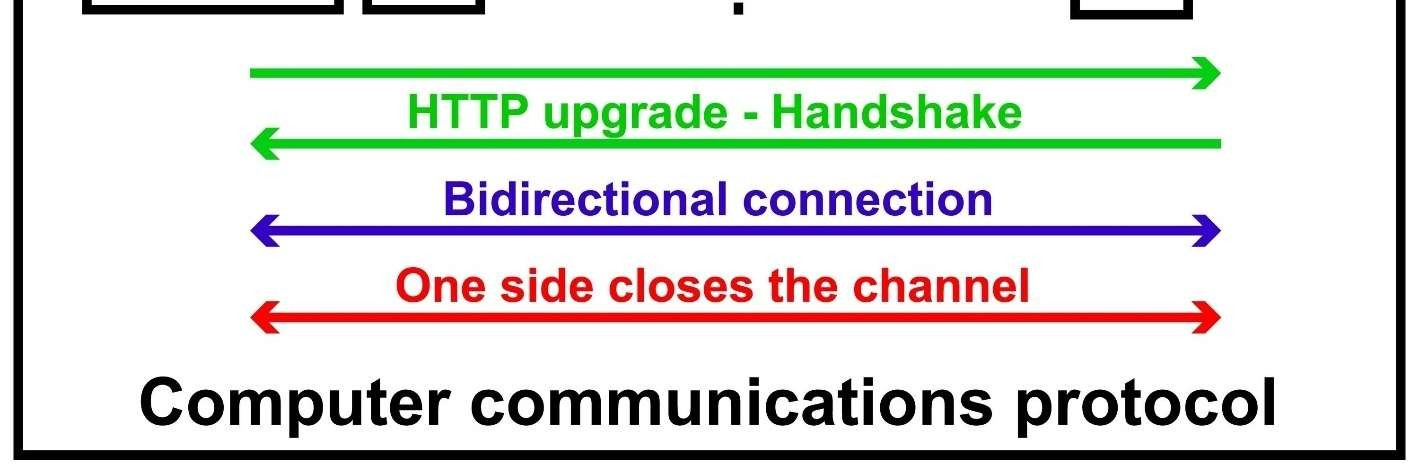 HTTP upgrade - Handshake
Bidirectional connection
One side closes the channel
Computer communications protocol